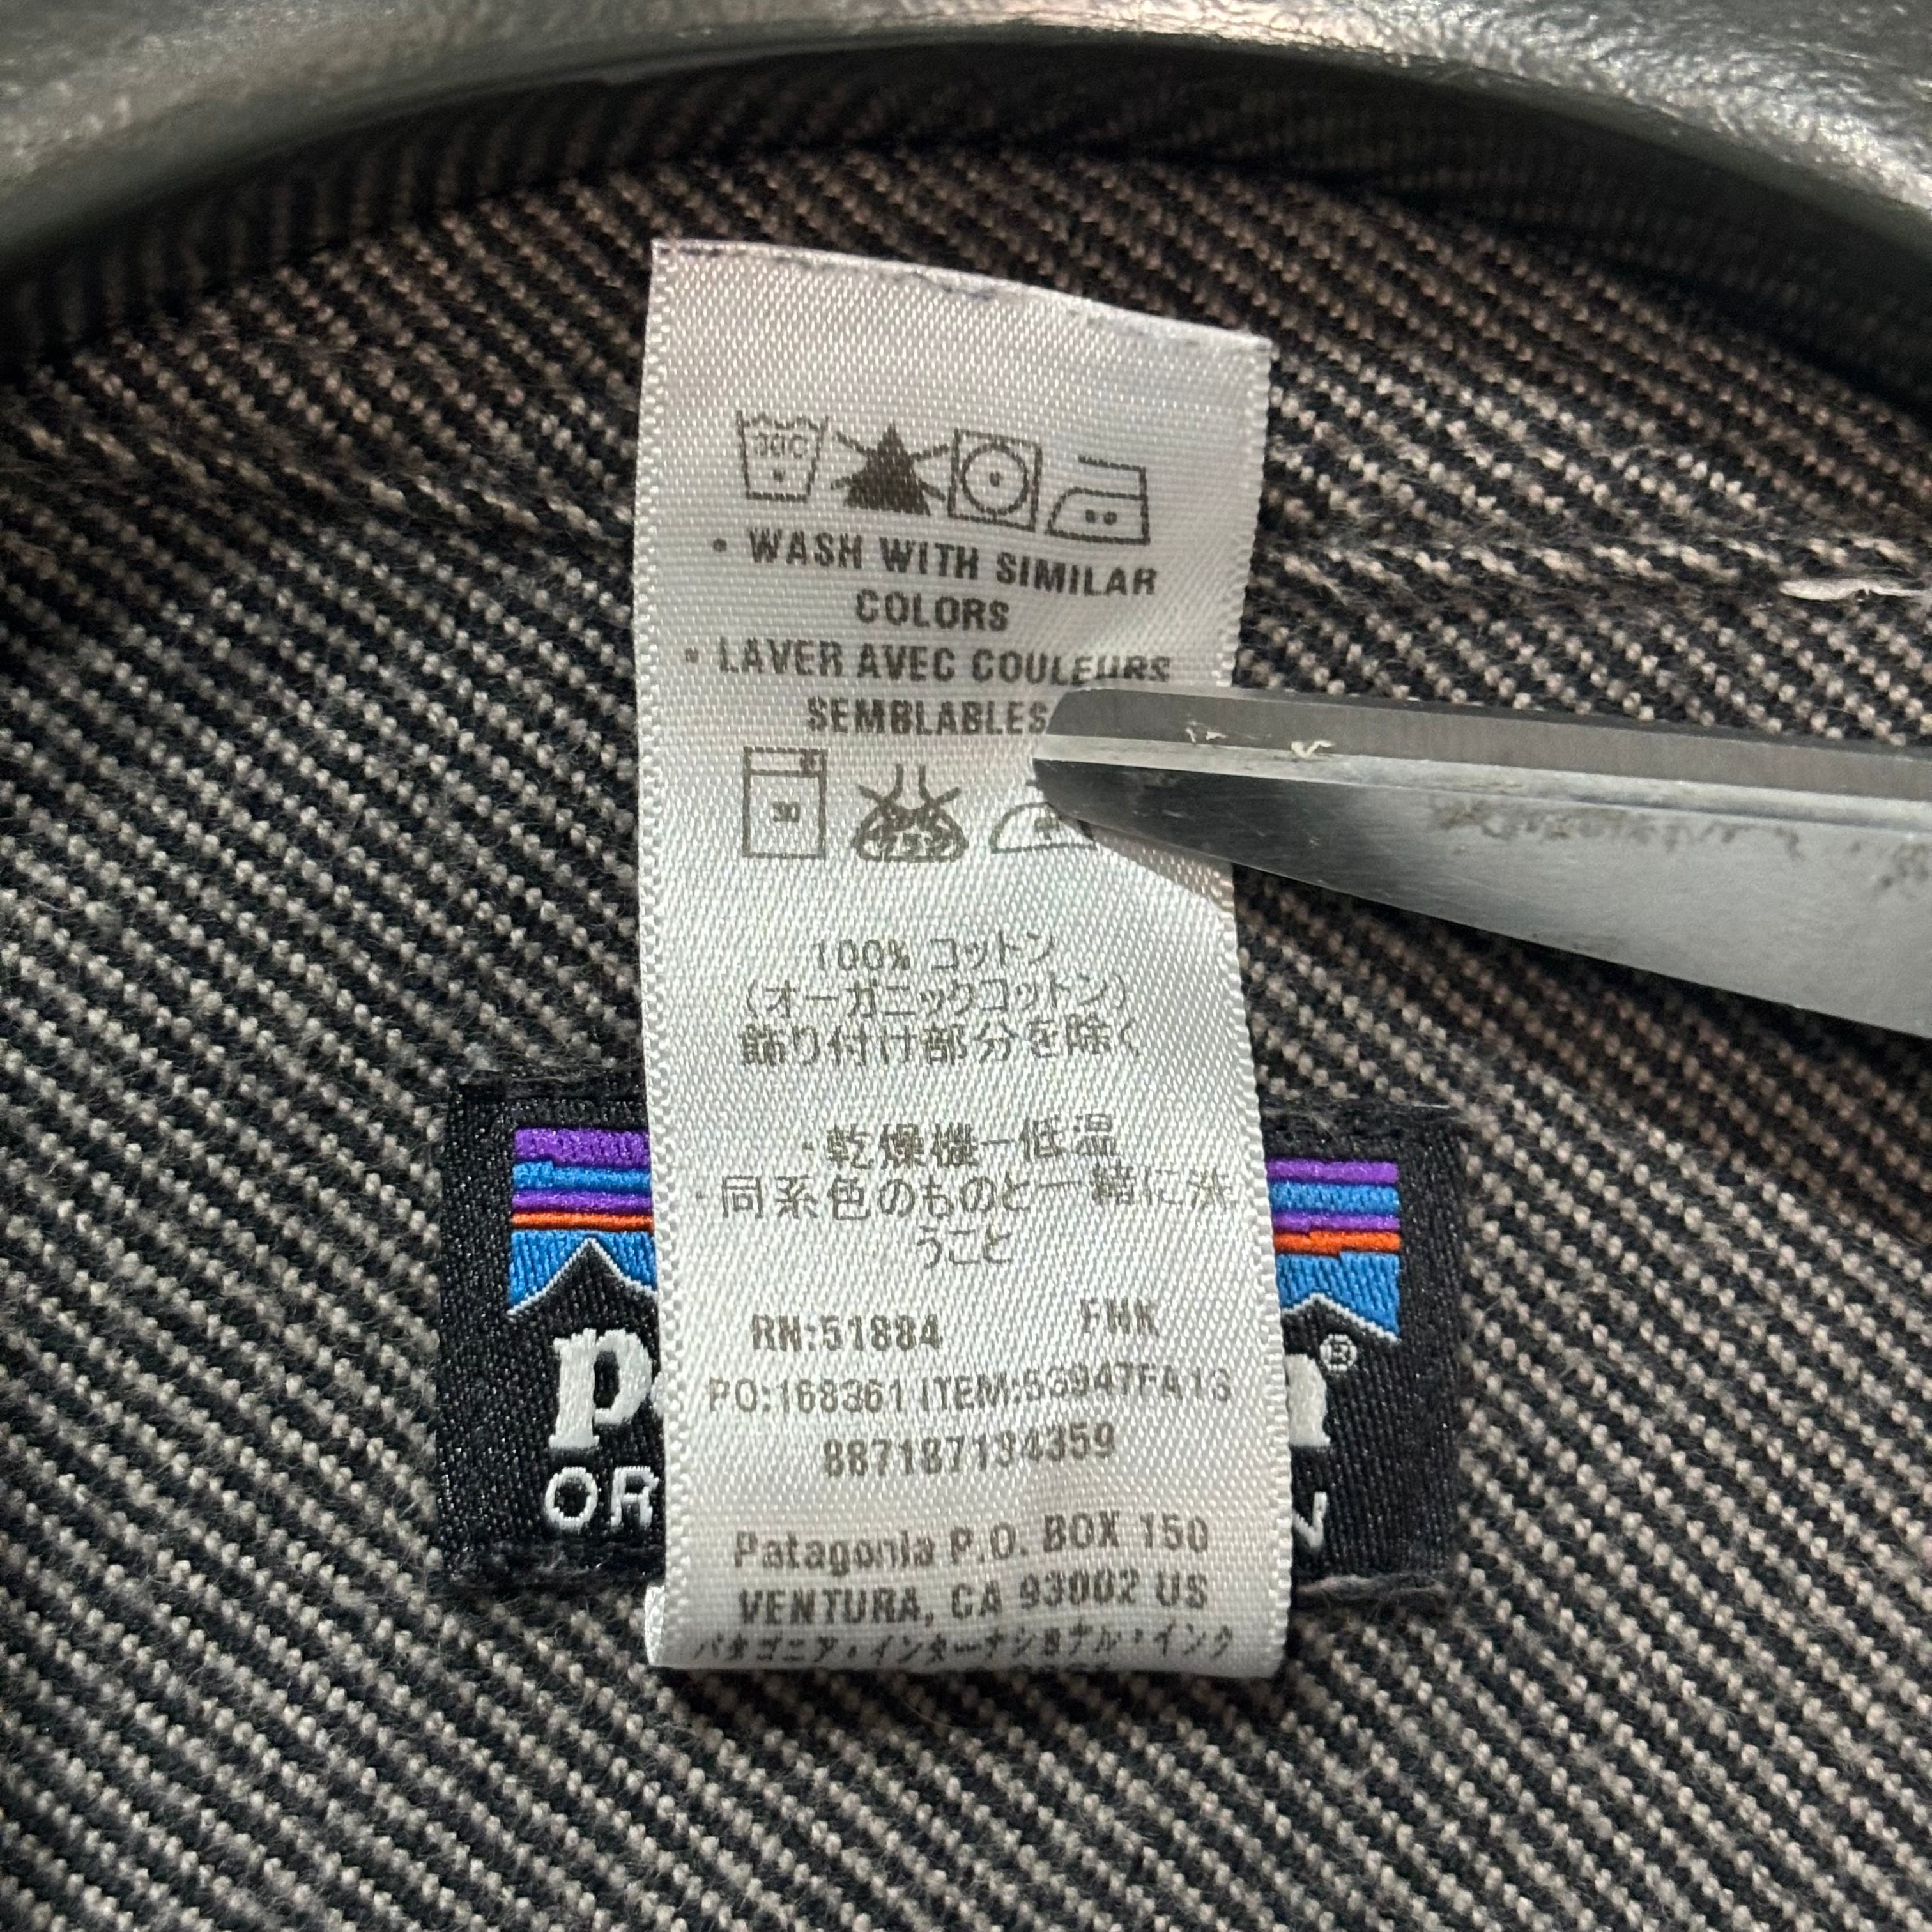 30C
• WASH WITH SIMILAR
COLORS
• LAVER AVEC COULEURS
SEMBLABLES
30
100% コットン
(オーガニックコットン)
飾り付け部分を除く
・乾燥機ー低温
・同系色のものと一緒に洗
うこと
RN:51884 FHK
PO:168361 ITEM:53947FA13
887187134359
Patagonia P.O. BOX 150
VENTURA, CA 93002 US
パタゴニア・インターナショナル・インク
p ®
OR N